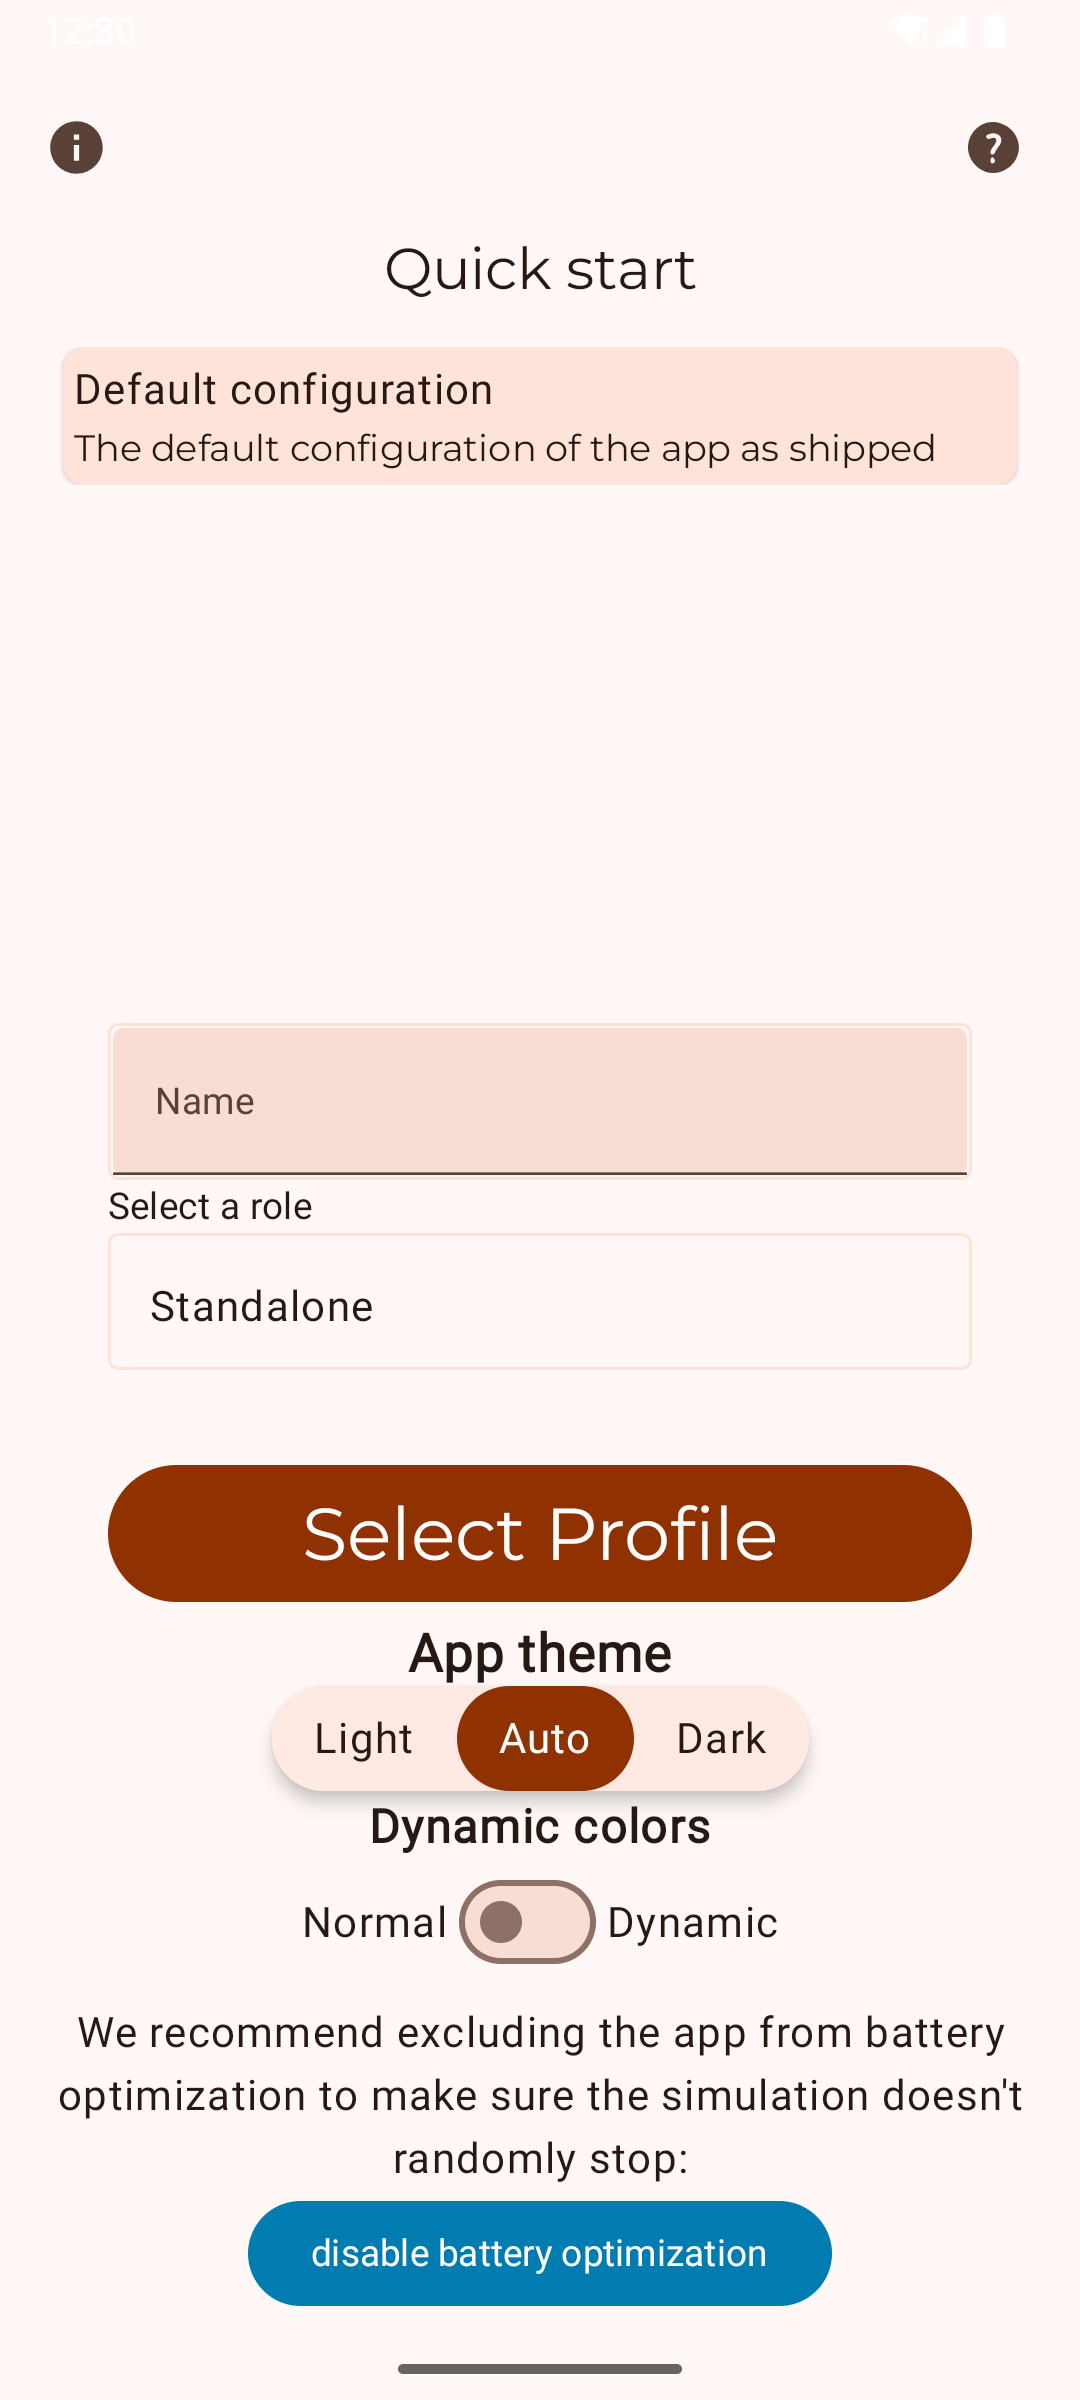 12:30
Quick start
Default configuration
The default configuration of the app as shipped
Name
Select a role
Standalone
Select Profile
App theme
Light Auto Dark
Dynamic colors
Normal Dynamic
We recommend excluding the app from battery
optimization to make sure the simulation doesn't
randomly stop:
disable battery optimization